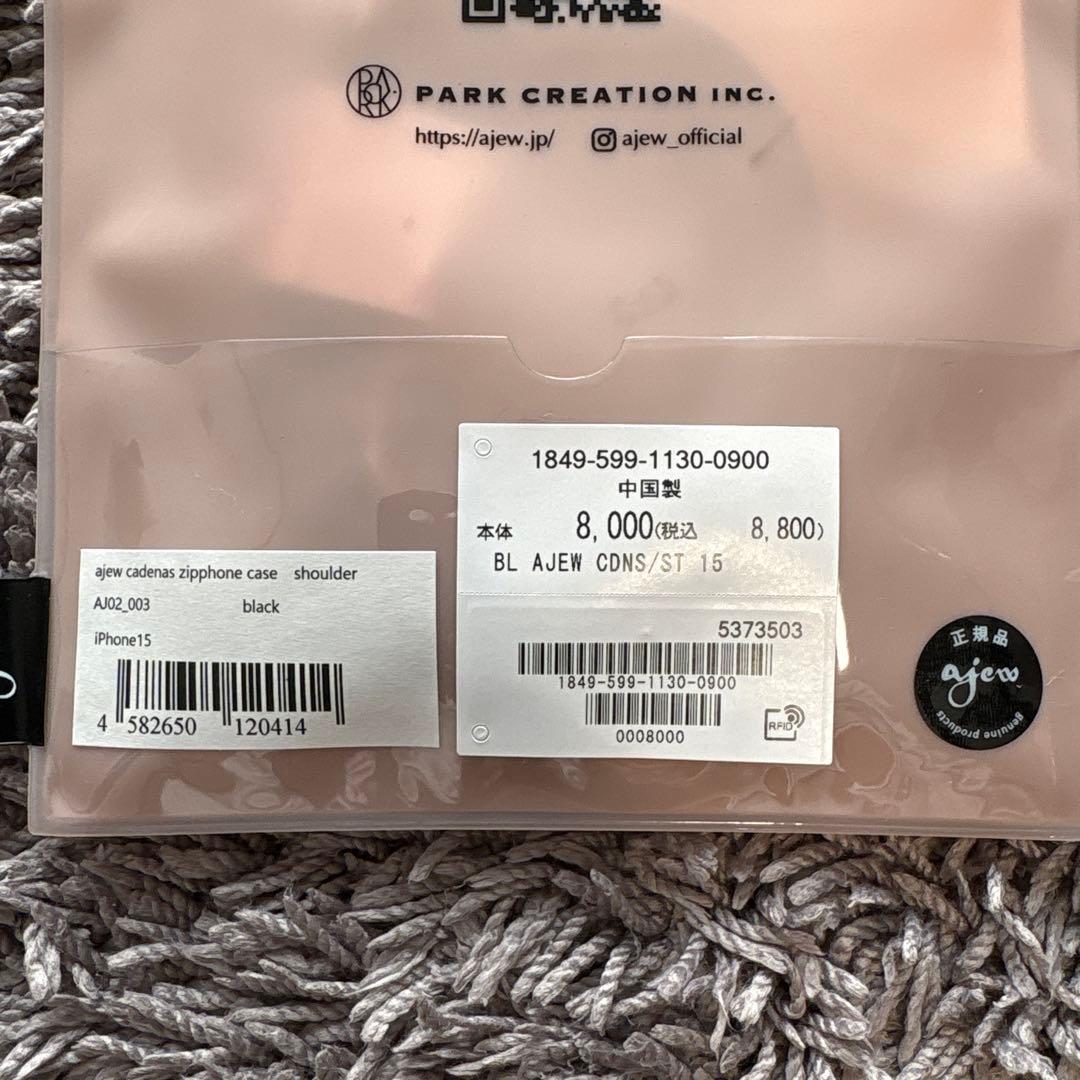 PARK
PARK CREATION INC.
https://ajew.jp/ ajew_official
1849-599-1130-0900
中国製
本体 8,000(税込 8,800)
BL AJEW CDNS/ST 15
5373503
1849-599-1130-0900
0008000
RFID
ajew cadenas zipphone case shoulder
AJ02_003 black
iPhone15
4 582650 120414
正規品
ajew
genuine products